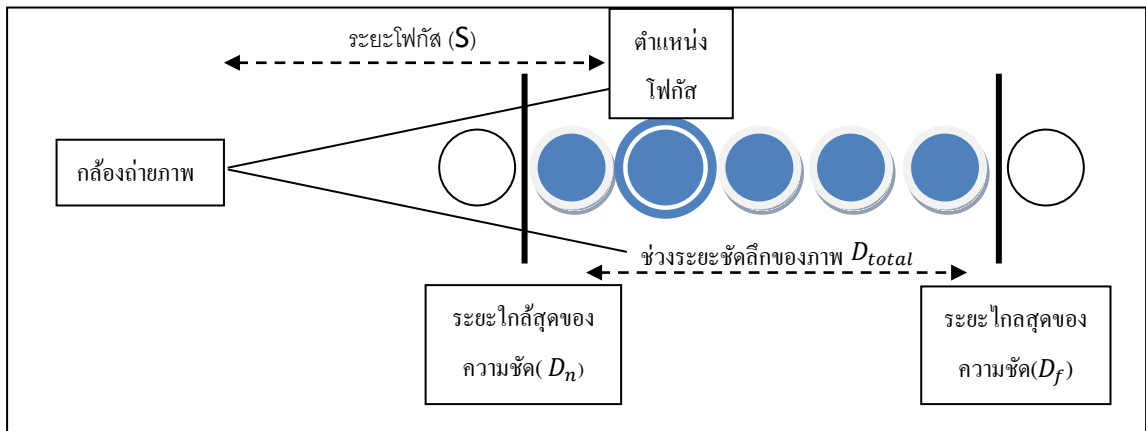 ระยะโฟกัส (S)
ตำแหน่ง
โฟกัส
กล้องถ่ายภาพ
ช่วงระยะชัดลึกของภาพ D_{total}
ระยะใกล้สุดของ
ความชัด( D_n)
ระยะไกลสุดของ
ความชัด(D_f)